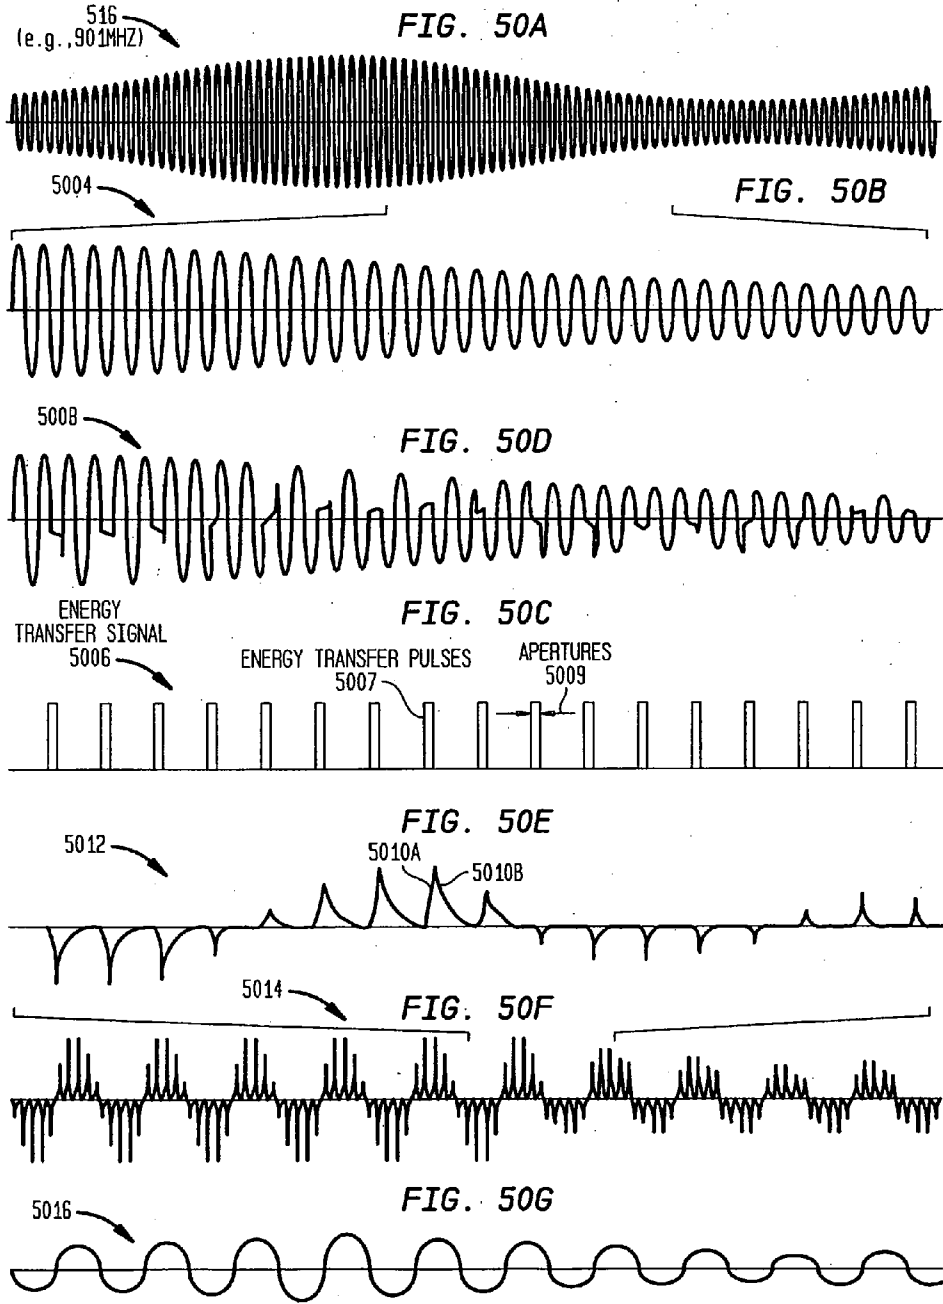 516
(e.g.,901MHZ)
FIG. 50A
5004
FIG. 50B
5008
FIG. 50D
FIG. 50C
ENERGY
TRANSFER SIGNAL
5006
ENERGY TRANSFER PULSES
5007
APERTURES
5009
FIG. 50E
5012
5010A
5010B
5014
FIG. 50F
FIG. 50G
5016